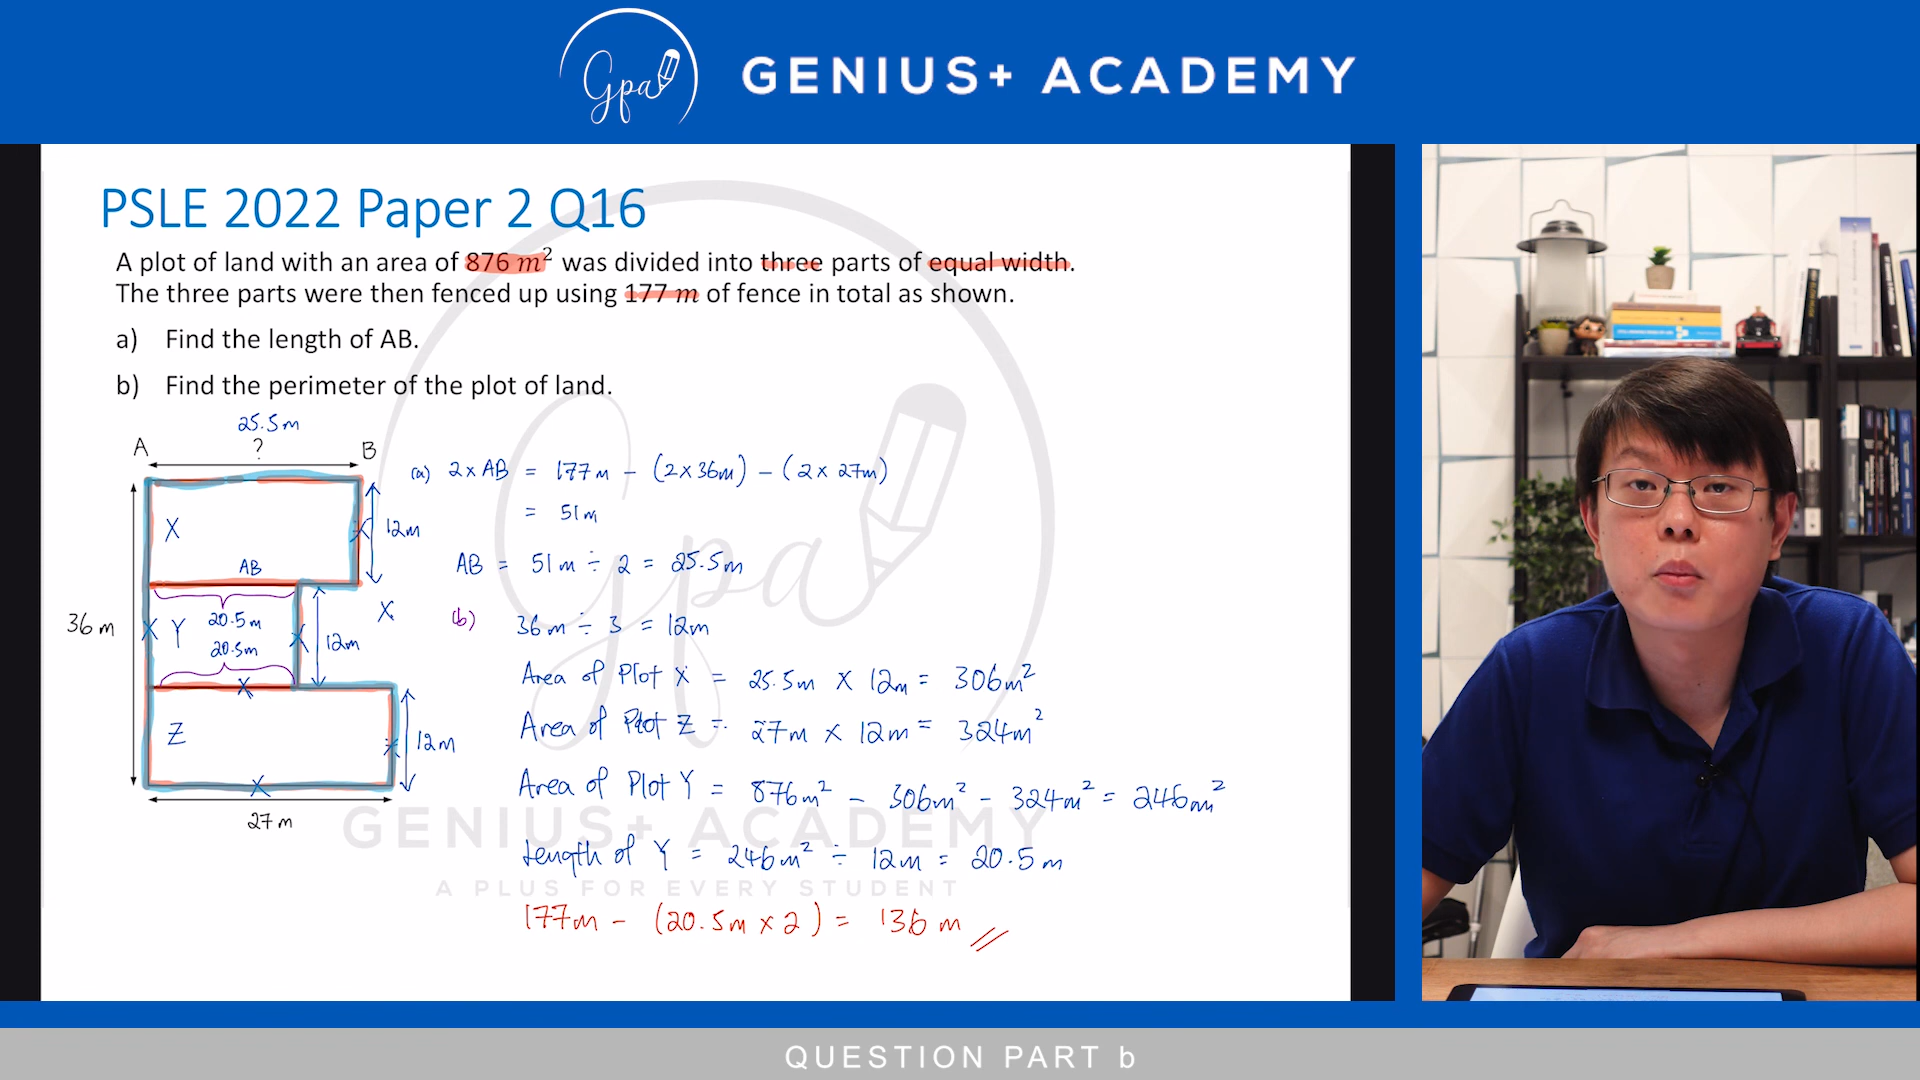 Gpa
GENIUS+ ACADEMY
PSLE 2022 Paper 2 Q16
A plot of land with an area of 876 m² was divided into three parts of equal width.
The three parts were then fenced up using 177 m of fence in total as shown.
a) Find the length of AB.
b) Find the perimeter of the plot of land.
25.5m
A ? B
X
12m
AB
36 m
Y
20.5m
20.5m
12m
X
Z
12m
27 m
(a) 2 x AB = 177m - (2 x 36m) - (2 x 27m)
= 51m
AB = 51m ÷ 2 = 25.5m
(b) 36m ÷ 3 = 12m
Area of Plot X = 25.5m X 12m = 306m²
Area of Plot Z = 27m x 12m = 324m²
Area of Plot Y = 876m² - 306m² - 324m² = 246m²
Length of Y = 246m² ÷ 12m = 20.5m
177m - (20.5m x 2) = 136 m
Gpa
GENIUS+ ACADEMY
A PLUS FOR EVERY STUDENT
QUESTION PART b